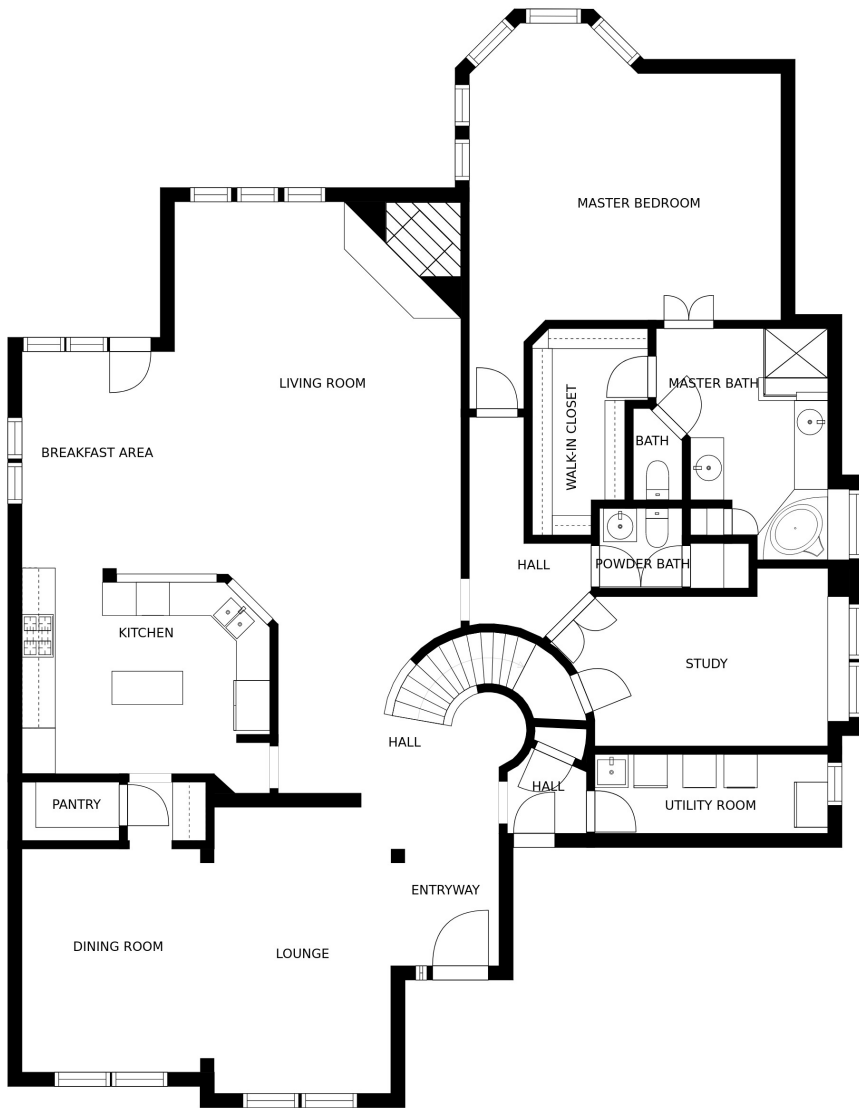 MASTER BEDROOM
LIVING ROOM
MASTER BATH
WALK-IN CLOSET
BATH
BREAKFAST AREA
HALL
POWDER BATH
KITCHEN
STUDY
HALL
HALL
PANTRY
UTILITY ROOM
ENTRYWAY
DINING ROOM
LOUNGE